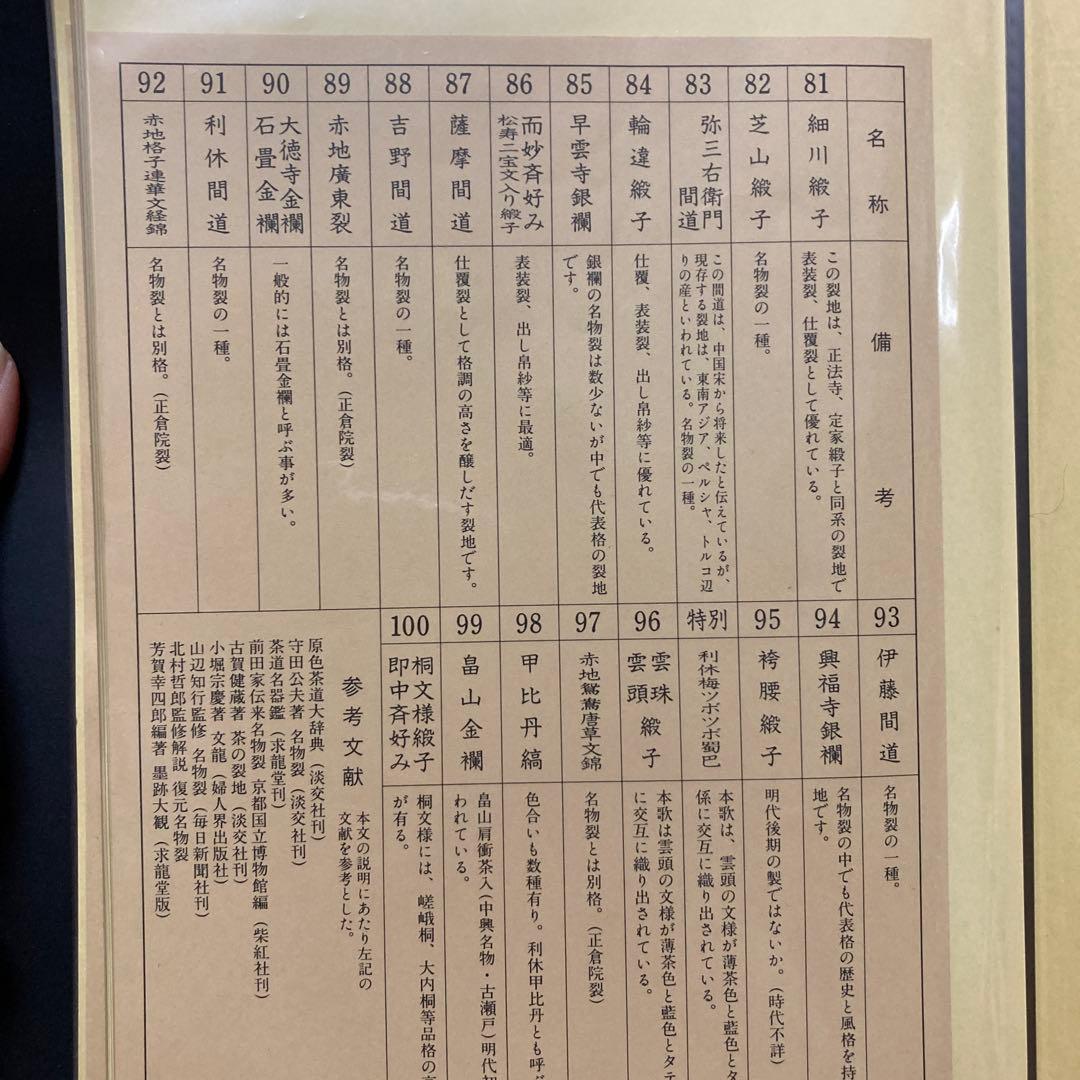 名称
備考
81
細川緞子
この裂地は、正法寺、定家緞子と同系の裂地で
表装裂、仕覆裂として優れている。
82
芝山緞子
名物裂の一種。
83
弥三右衛門
間道
この間道は、中国宋から将来したと伝えているが、
現存する裂地は、東南アジア、ペルシャ、トルコ辺
りの産といわれている。名物裂の一種。
84
輪違緞子
仕覆、表装裂、出し帛紗等に優れている。
85
早雲寺銀襴
銀襴の名物裂は数少ないが中でも代表格の裂地
です。
86
而妙斉好み
松寿二宝文入り緞子
表装裂、出し帛紗等に最適。
87
薩摩間道
仕覆裂として格調の高さを醸しだす裂地です。
88
吉野間道
名物裂の一種。
89
赤地廣東裂
名物裂とは別格。(正倉院裂)
90
大徳寺金襴
石畳金襴
一般的には石畳金襴と呼ぶ事が多い。
91
利休間道
名物裂の一種。
92
赤地格子連華文経錦
名物裂とは別格。(正倉院裂)
93
伊藤間道
名物裂の一種。
94
興福寺銀襴
名物裂の中でも代表格の歴史と風格を持
地です。
95
袴腰緞子
明代後期の製ではないか。(時代不詳)
特別
利休梅ツボツボ蜀巴
本歌は、雲頭の文様が薄茶色と藍色とタ
係に交互に織り出されている。
96
雲珠
雲頭緞子
本歌は雲頭の文様が薄茶色と藍色とタテ
に交互に織り出されている。
97
赤地鴛鴦唐草文錦
名物裂とは別格。(正倉院裂)
98
甲比丹縞
色合いも数種有り。利休甲比丹とも呼
99
畠山金襴
畠山肩衝茶入(中興名物・古瀬戸)明代初
われている。
100
桐文様緞子
即中斉好み
桐文様には、嵯峨桐、大内桐等品格の
が有る。
参考文献
本文の説明にあたり左記の
文献を参考とした。
原色茶道大辞典(淡交社刊)
守田公夫著 名物裂(淡交社刊)
茶道名器鑑(求龍堂刊)
前田家伝来名物裂 京都国立博物館編(柴紅社刊)
古賀健蔵著 茶の裂地(淡交社刊)
小堀宗慶著 文龍(婦人界出版社)
山辺知行監修 名物裂(毎日新聞社刊)
北村哲郎監修解説 復元名物裂
芳賀幸四郎編著 墨跡大観(求龍堂版)